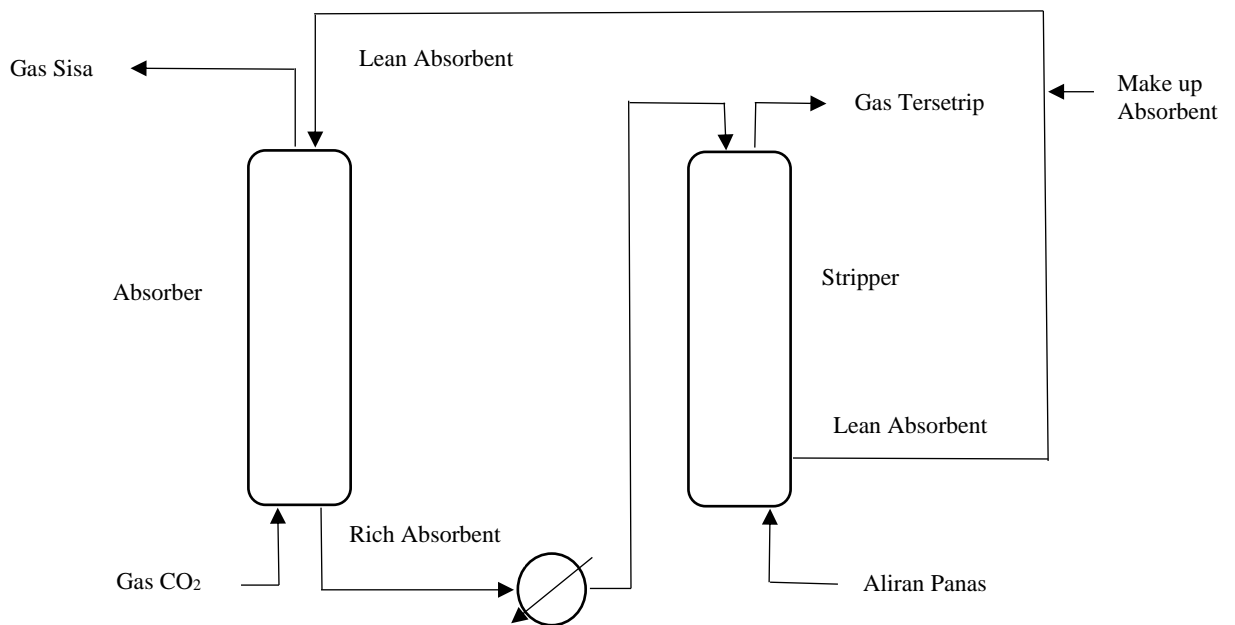 Lean Absorbent
Gas Sisa
Make up
Absorbent
Gas Tersetrip
Stripper
Absorber
Lean Absorbent
Rich Absorbent
Gas CO₂
Aliran Panas